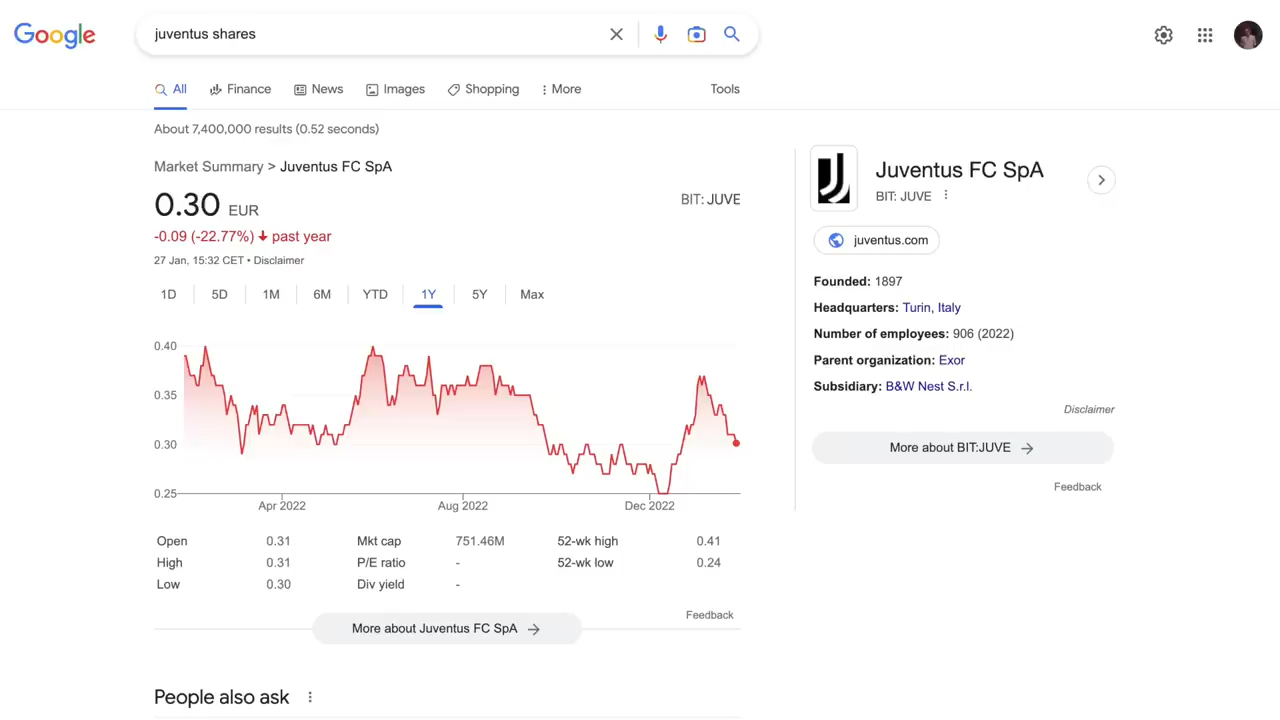 Google
juventus shares
All Finance News Images Shopping More Tools
About 7,400,000 results (0.52 seconds)
Market Summary > Juventus FC SpA
0.30 EUR
BIT: JUVE
-0.09 (-22.77%) past year
27 Jan, 15:32 CET • Disclaimer
1D 5D 1M 6M YTD 1Y 5Y Max
0.40
0.35
0.30
0.25
Apr 2022 Aug 2022 Dec 2022
Open 0.31 Mkt cap 751.46M 52-wk high 0.41
High 0.31 P/E ratio - 52-wk low 0.24
Low 0.30 Div yield -
Feedback
More about Juventus FC SpA
People also ask
Juventus FC SpA
BIT: JUVE
juventus.com
Founded: 1897
Headquarters: Turin, Italy
Number of employees: 906 (2022)
Parent organization: Exor
Subsidiary: B&W Nest S.r.l.
Disclaimer
More about BIT:JUVE
Feedback